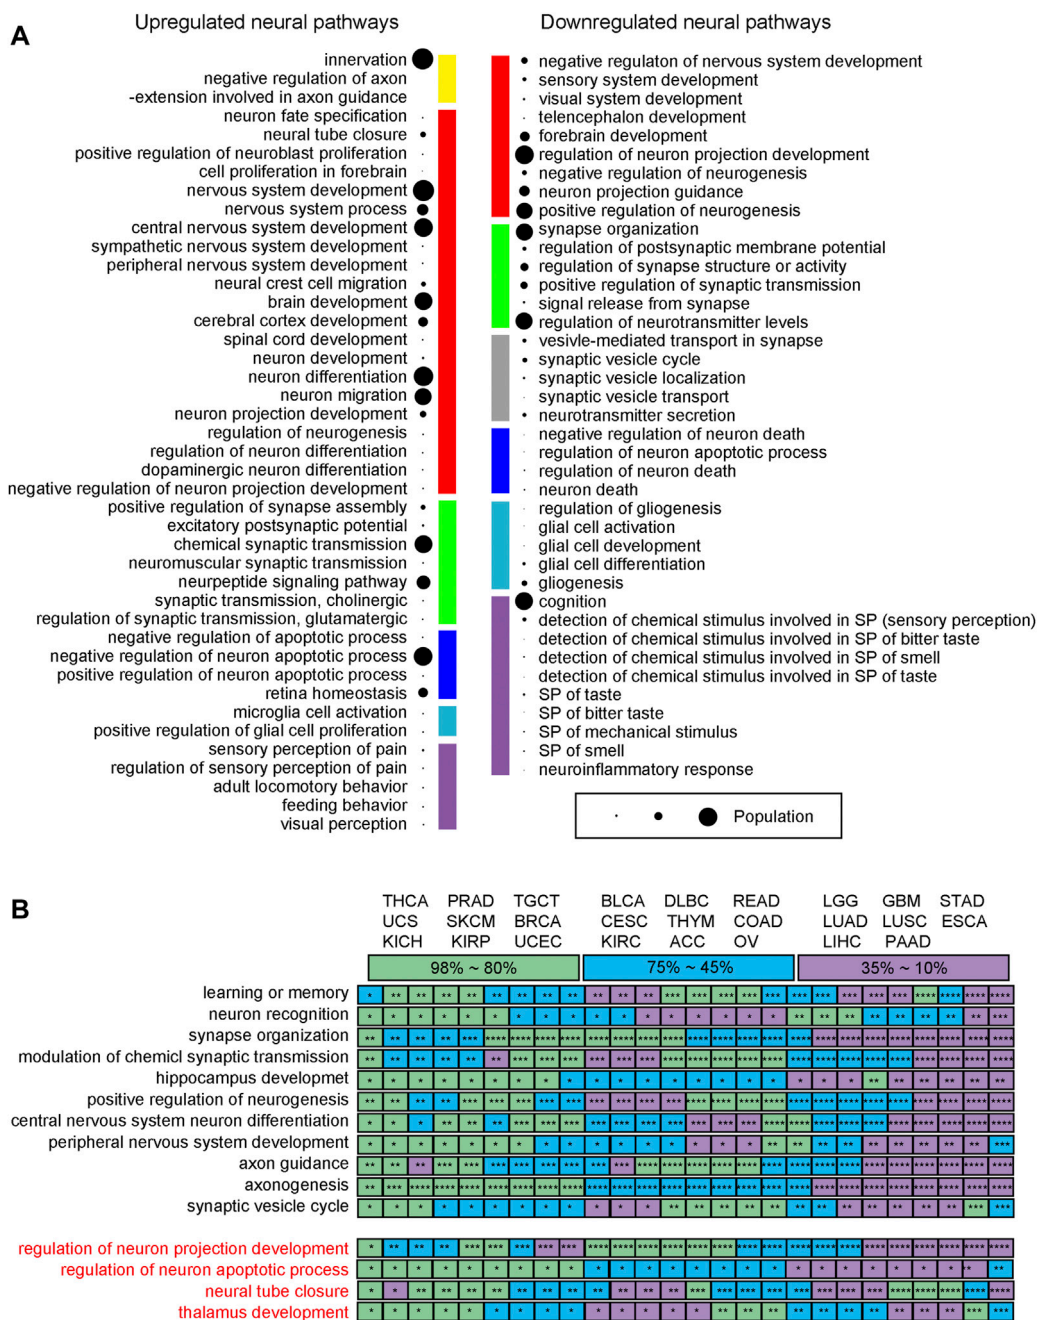 Upregulated neural pathways
Downregulated neural pathways
A
innervation
negative regulation of axon
-extension involved in axon guidance
neuron fate specification
neural tube closure
positive regulation of neuroblast proliferation
cell proliferation in forebrain
nervous system development
nervous system process
central nervous system development
sympathetic nervous system development
peripheral nervous system development
neural crest cell migration
brain development
cerebral cortex development
spinal cord development
neuron development
neuron differentiation
neuron migration
neuron projection development
regulation of neurogenesis
regulation of neuron differentiation
dopaminergic neuron differentiation
negative regulation of neuron projection development
positive regulation of synapse assembly
excitatory postsynaptic potential
chemical synaptic transmission
neuromuscular synaptic transmission
neurpeptide signaling pathway
synaptic transmission, cholinergic
regulation of synaptic transmission, glutamatergic
negative regulation of apoptotic process
negative regulation of neuron apoptotic process
positive regulation of neuron apoptotic process
retina homeostasis
microglia cell activation
positive regulation of glial cell proliferation
sensory perception of pain
regulation of sensory perception of pain
adult locomotory behavior
feeding behavior
visual perception
negative regulaton of nervous system development
sensory system development
visual system development
telencephalon development
forebrain development
regulation of neuron projection development
negative regulation of neurogenesis
neuron projection guidance
positive regulation of neurogenesis
synapse organization
regulation of postsynaptic membrane potential
regulation of synapse structure or activity
positive regulation of synaptic transmission
signal release from synapse
regulation of neurotransmitter levels
vesivle-mediated transport in synapse
synaptic vesicle cycle
synaptic vesicle localization
synaptic vesicle transport
neurotransmitter secretion
negative regulation of neuron death
regulation of neuron apoptotic process
regulation of neuron death
neuron death
regulation of gliogenesis
glial cell activation
glial cell development
glial cell differentiation
gliogenesis
cognition
detection of chemical stimulus involved in SP (sensory perception)
detection of chemical stimulus involved in SP of bitter taste
detection of chemical stimulus involved in SP of smell
detection of chemical stimulus involved in SP of taste
SP of taste
SP of bitter taste
SP of mechanical stimulus
SP of smell
neuroinflammatory response
Population
B
THCA PRAD TGCT BLCA DLBC READ LGG GBM STAD
UCS SKCM BRCA CESC THYM COAD LUAD LUSC ESCA
KICH KIRP UCEC KIRC ACC OV LIHC PAAD
98% ~ 80% 75% ~ 45% 35% ~ 10%
learning or memory
neuron recognition
synapse organization
modulation of chemicl synaptic transmission
hippocampus developmet
positive regulation of neurogenesis
central nervous system neuron differentiation
peripheral nervous system development
axon guidance
axonogenesis
synaptic vesicle cycle
regulation of neuron projection development
regulation of neuron apoptotic process
neural tube closure
thalamus development